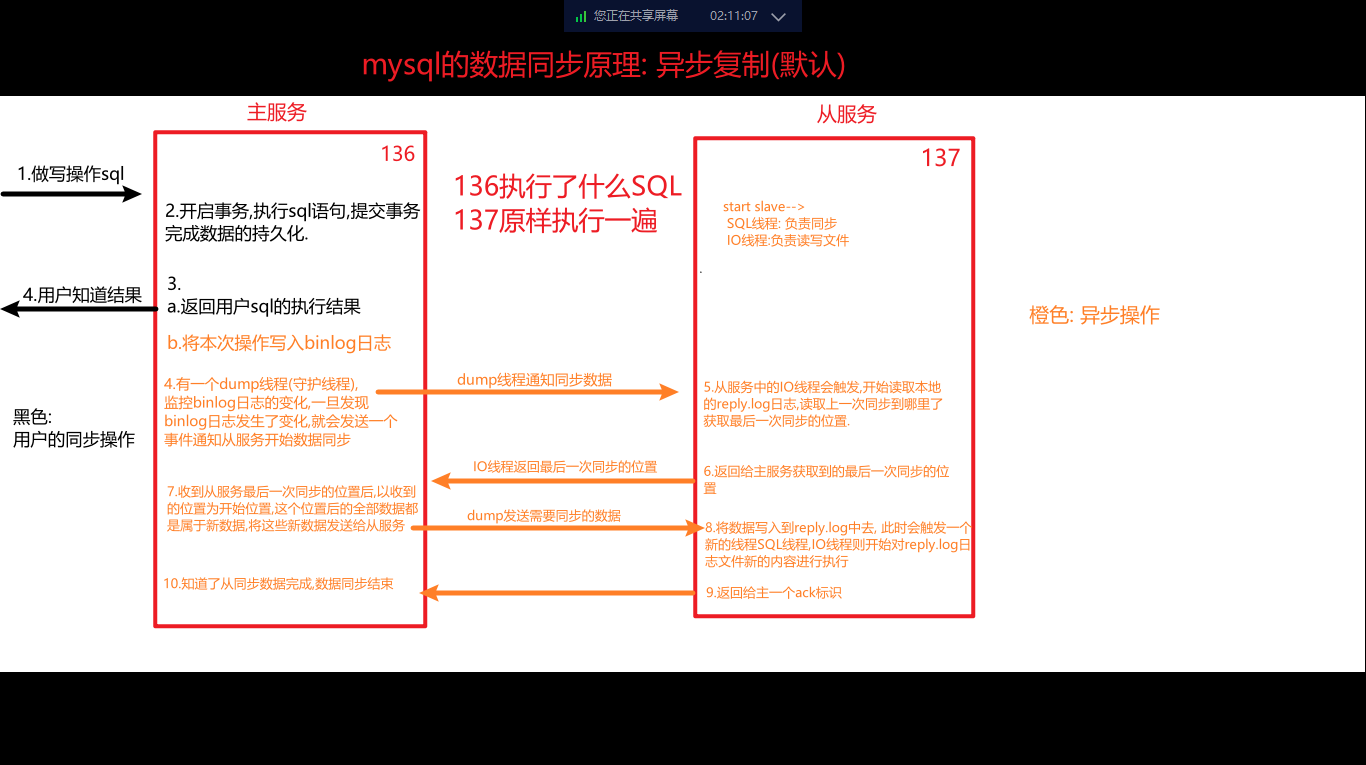 您正在共享屏幕 02:11:07
mysql的数据同步原理: 异步复制(默认)
主服务
从服务
136
137
1.做写操作sql
136执行了什么SQL
137原样执行一遍
2.开启事务,执行sql语句,提交事务
完成数据的持久化.
start slave-->
SQL线程: 负责同步
IO线程:负责读写文件
3.
a.返回用户sql的执行结果
4.用户知道结果
b.将本次操作写入binlog日志
橙色: 异步操作
4.有一个dump线程(守护线程),
监控binlog日志的变化,一旦发现
binlog日志发生了变化,就会发送一个
事件通知从服务开始数据同步
dump线程通知同步数据
5.从服务中的IO线程会触发,开始读取本地
的reply.log日志,读取上一次同步到哪里了
获取最后一次同步的位置.
黑色:
用户的同步操作
IO线程返回最后一次同步的位置
6.返回给主服务获取到的最后一次同步的位
置
7.收到从服务最后一次同步的位置后,以收到
的位置为开始位置,这个位置后的全部数据都
是属于新数据,将这些新数据发送给从服务
dump发送需要同步的数据
8.将数据写入到reply.log中去, 此时会触发一个
新的线程SQL线程,IO线程则开始对reply.log日
志文件新的内容进行执行
10.知道了从同步数据完成,数据同步结束
9.返回给主一个ack标识